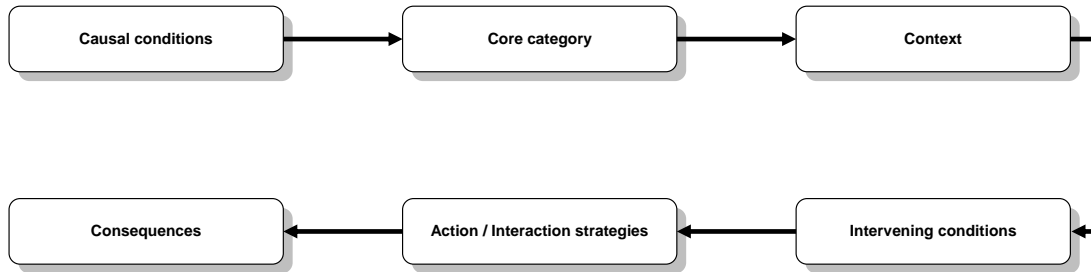 Causal conditions
Core category
Context
Consequences
Action / Interaction strategies
Intervening conditions